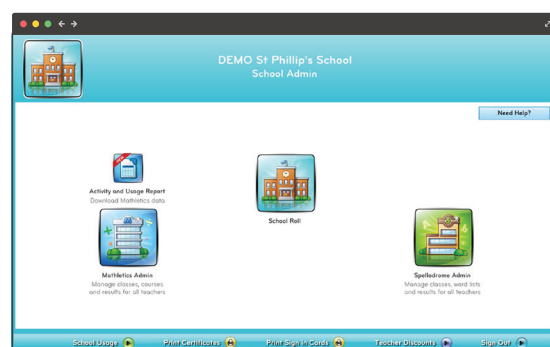 DEMO St Phillip's School
School Admin
Need Help?
NEW
Activity and Usage Report
Download Mathletics data
School Roll
Mathletics Admin
Manage classes, courses
and results for all teachers
Spellodrome Admin
Manage classes, word lists
and results for all teachers
School Usage
Print Certificates
Print Sign in Cards
Teacher Discounts
Sign Out